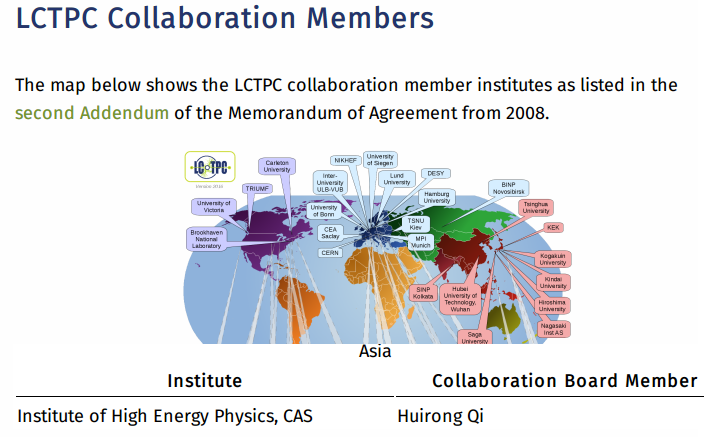 LCTPC Collaboration Members
The map below shows the LCTPC collaboration member institutes as listed in the
second Addendum of the Memorandum of Agreement from 2008.
LCTPC
Carleton
University
TRIUMF
University of
Victoria
Brookhaven
National
Laboratory
NIKHEF
University
of Siegen
Inter-
University
ULB-VUB
Lund
University
DESY
Hamburg
University
University
of Bonn
CEA
Saclay
CERN
TSNU
Kiev
MPI
Munich
BINP
Novosibirsk
Tsinghua
University
KEK
Kogakuin
University
Kindai
University
Hiroshima
University
Nagasaki
Inst AS
SINP
Kolkata
Hubei
University of
Technology,
Wuhan
Saga
University
Asia
Institute
Collaboration Board Member
Institute of High Energy Physics, CAS
Huirong Qi